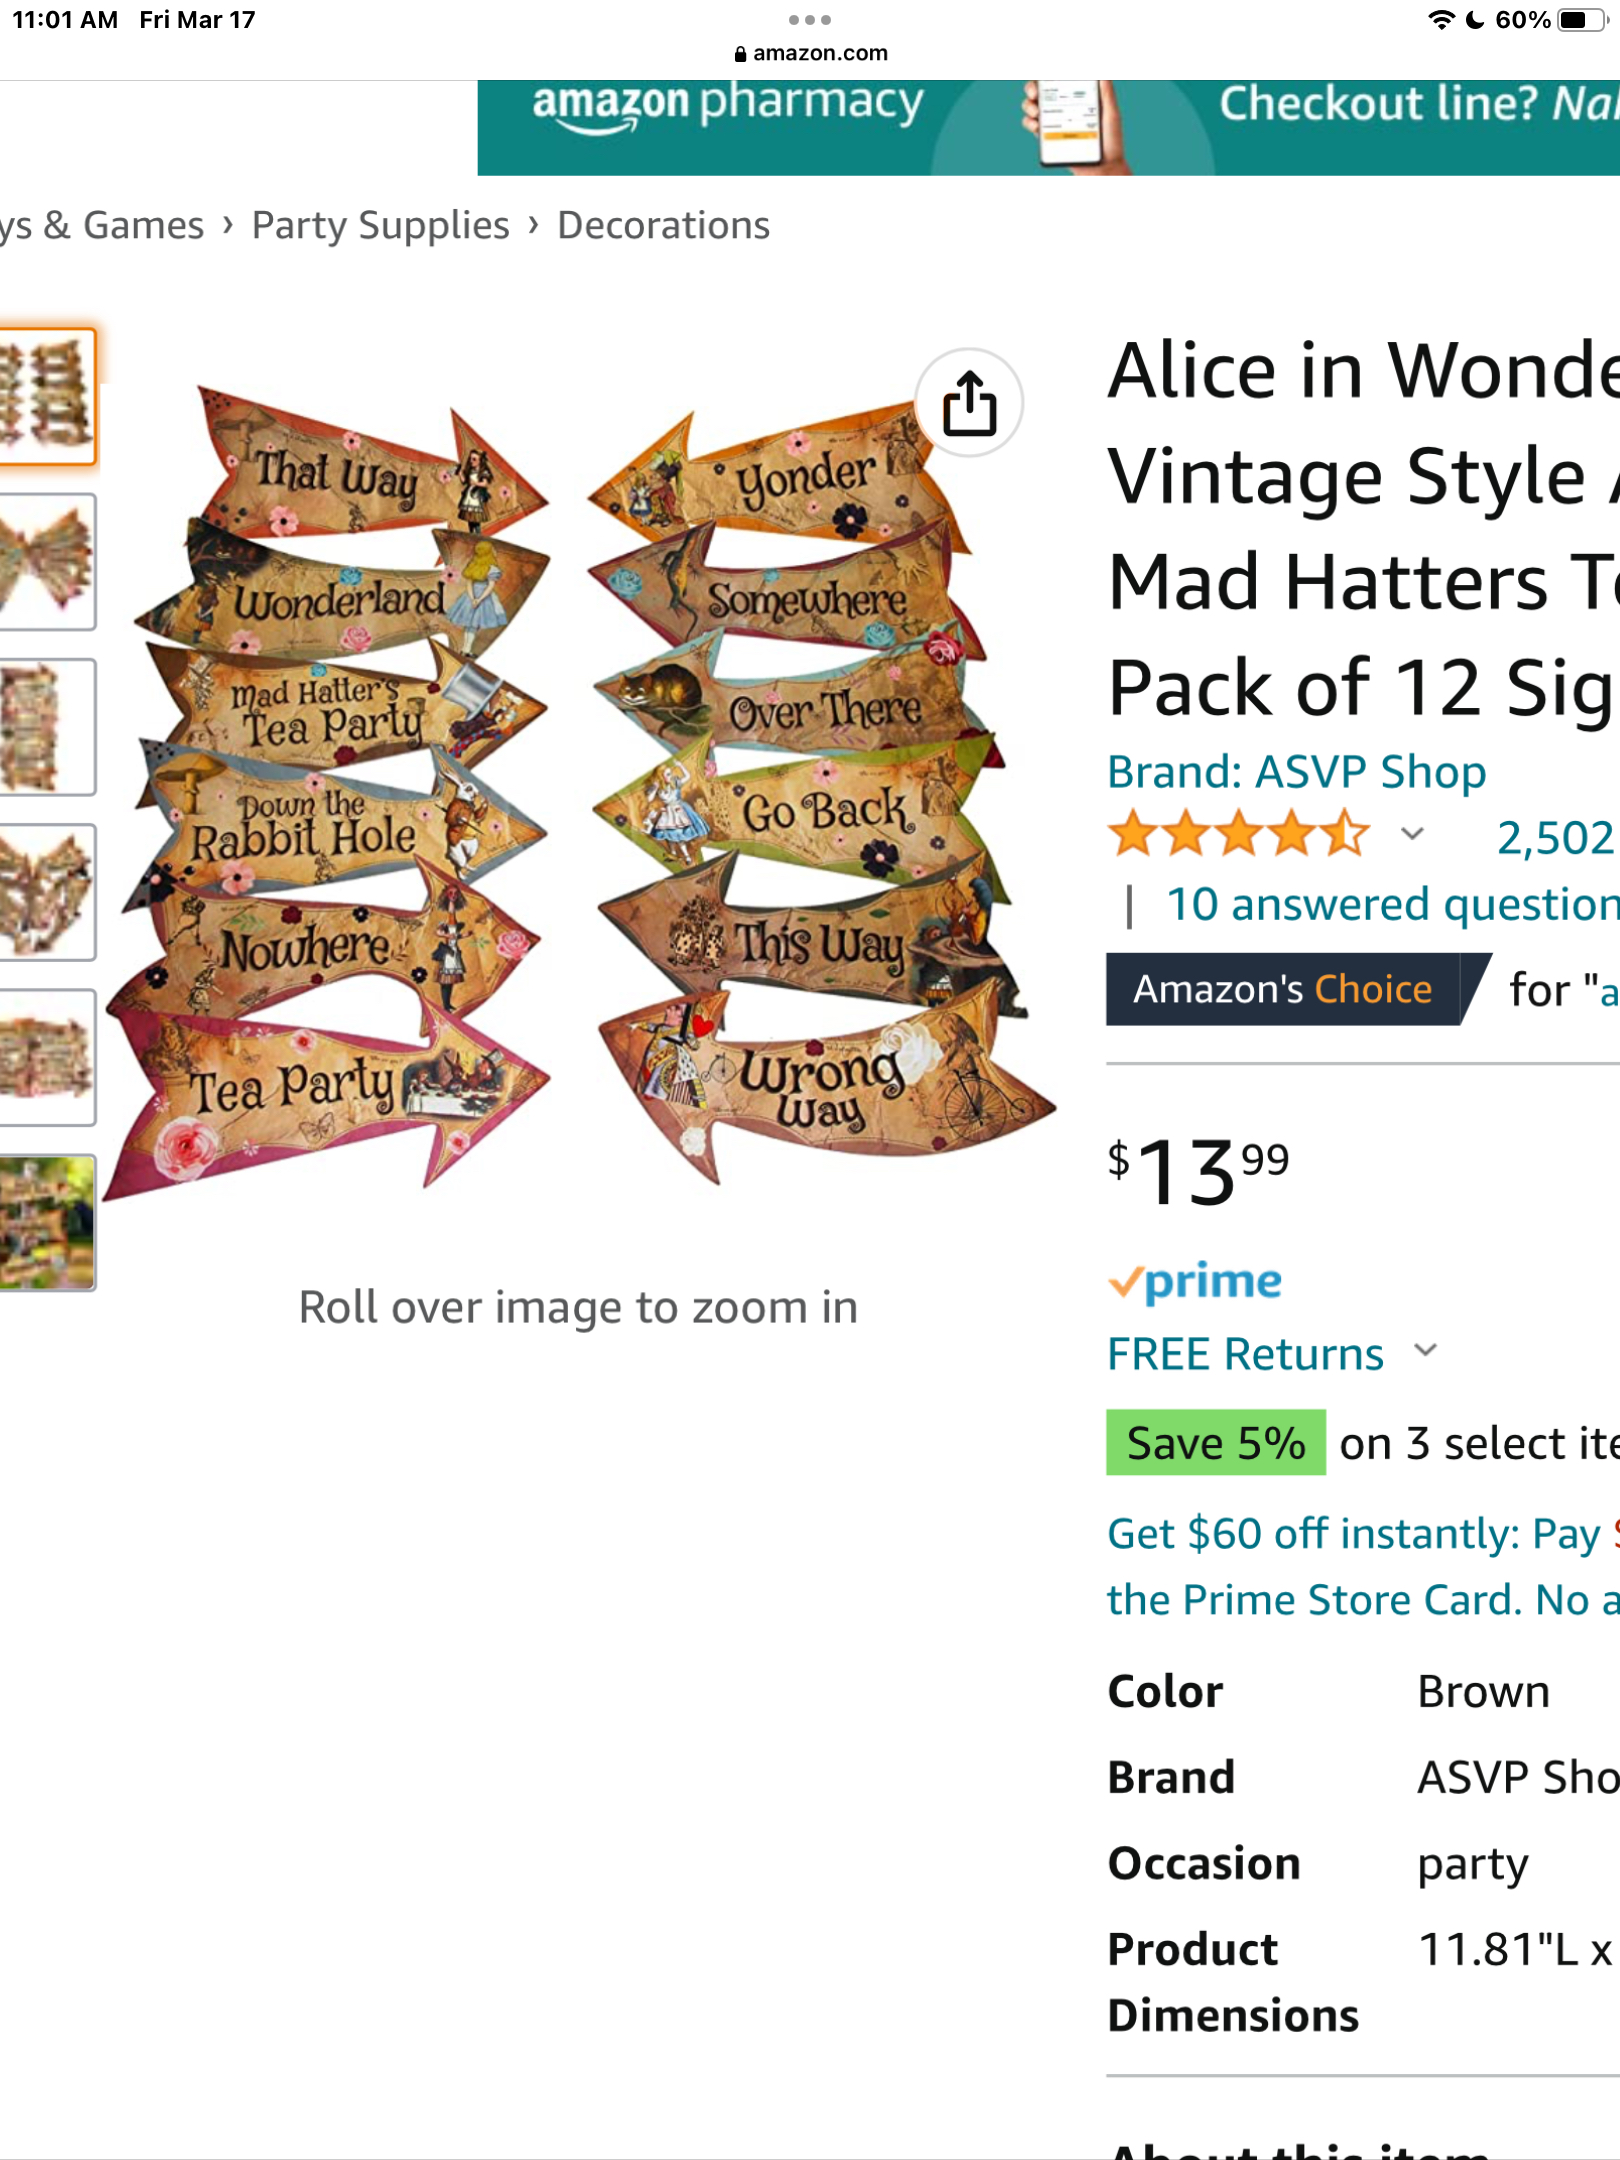 11:01 AM Fri Mar 17
60%
amazon.com
amazon pharmacy
Checkout line? Nah
ys & Games › Party Supplies › Decorations
That Way
Wonderland
Mad Hatter's
Tea Party
Down the
Rabbit Hole
Nowhere
Tea Party
Yonder
Somewhere
Over There
Go Back
This Way
Wrong
Way
Roll over image to zoom in
Alice in Wonde
Vintage Style
Mad Hatters Te
Pack of 12 Sig
Brand: ASVP Shop
2,502
| 10 answered question
Amazon's Choice for "a
$13 99
prime
FREE Returns
Save 5% on 3 select ite
Get $60 off instantly: Pay $
the Prime Store Card. No a
Color Brown
Brand ASVP Sho
Occasion party
Product 11.81"L x
Dimensions
About this item